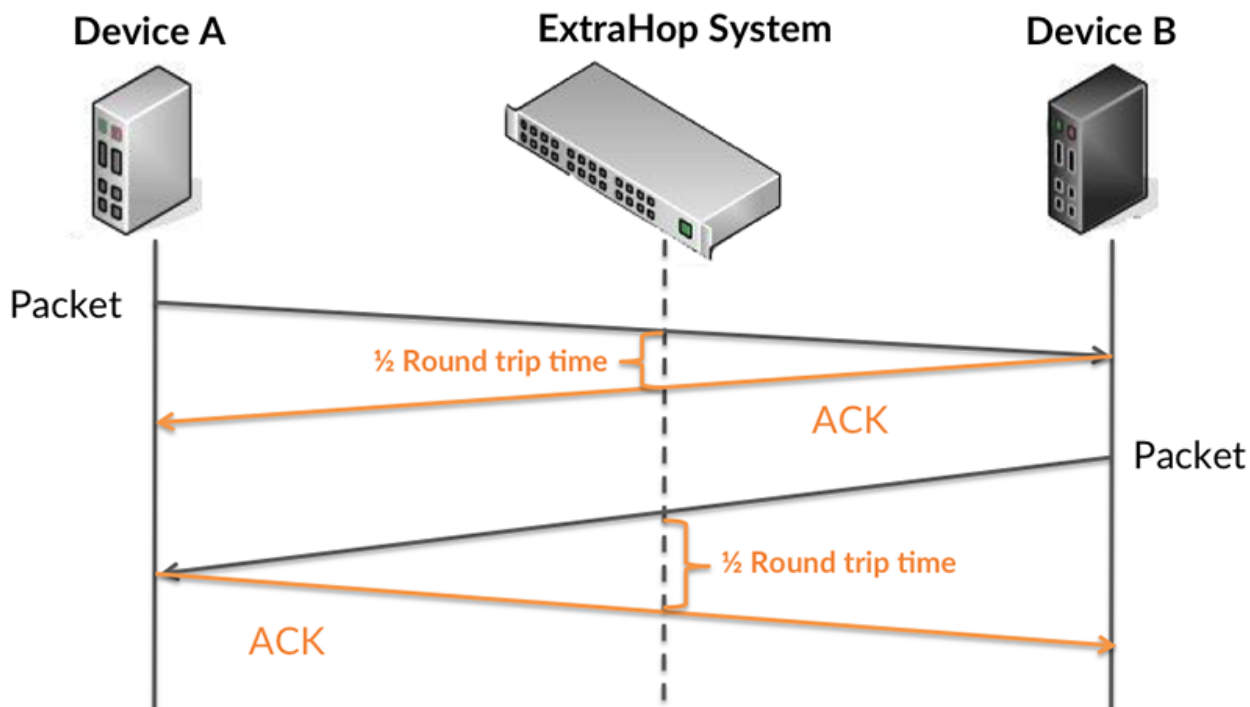 Device A
ExtraHop System
Device B
Packet
½ Round trip time
ACK
Packet
½ Round trip time
ACK